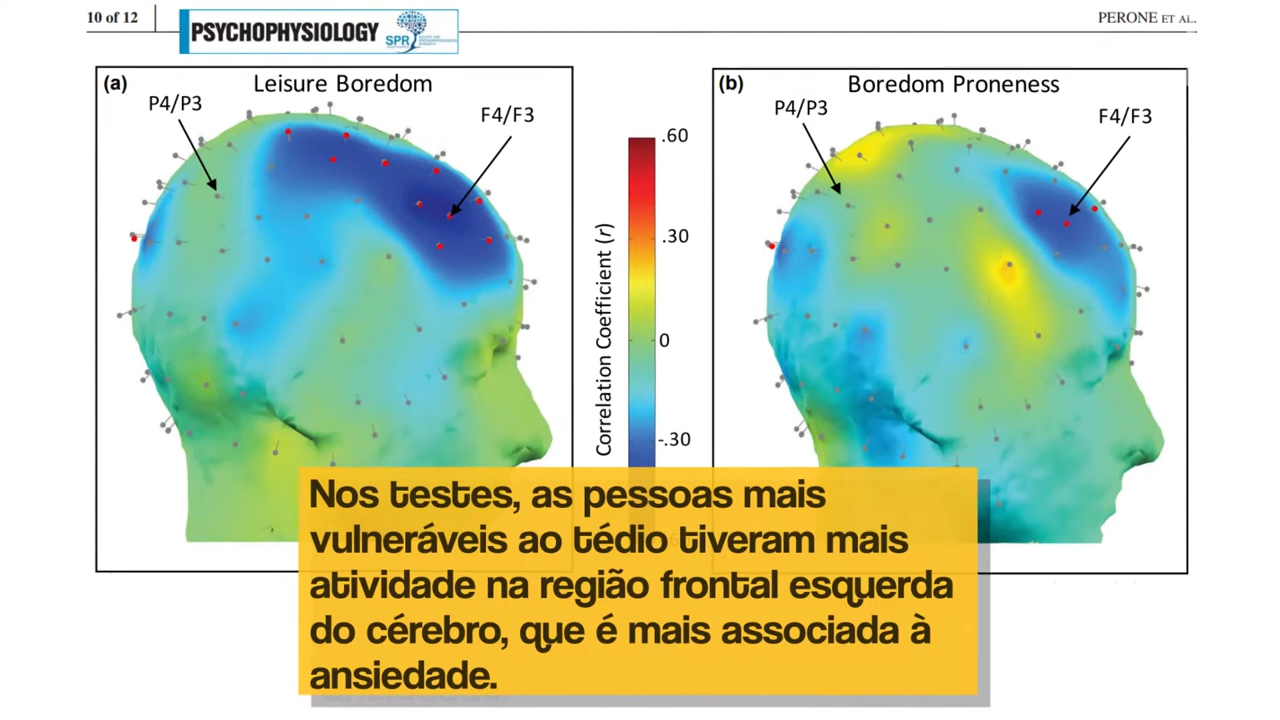 10 of 12
PSYCHOPHYSIOLOGY
SPR
PERONE ET AL.
(a)
Leisure Boredom
P4/P3
F4/F3
(b)
Boredom Proneness
P4/P3
F4/F3
.60
.30
0
-.30
Correlation Coefficient (r)
Nos testes, as pessoas mais
vulneráveis ao tédio tiveram mais
atividade na região frontal esquerda
do cérebro, que é mais associada à
ansiedade.